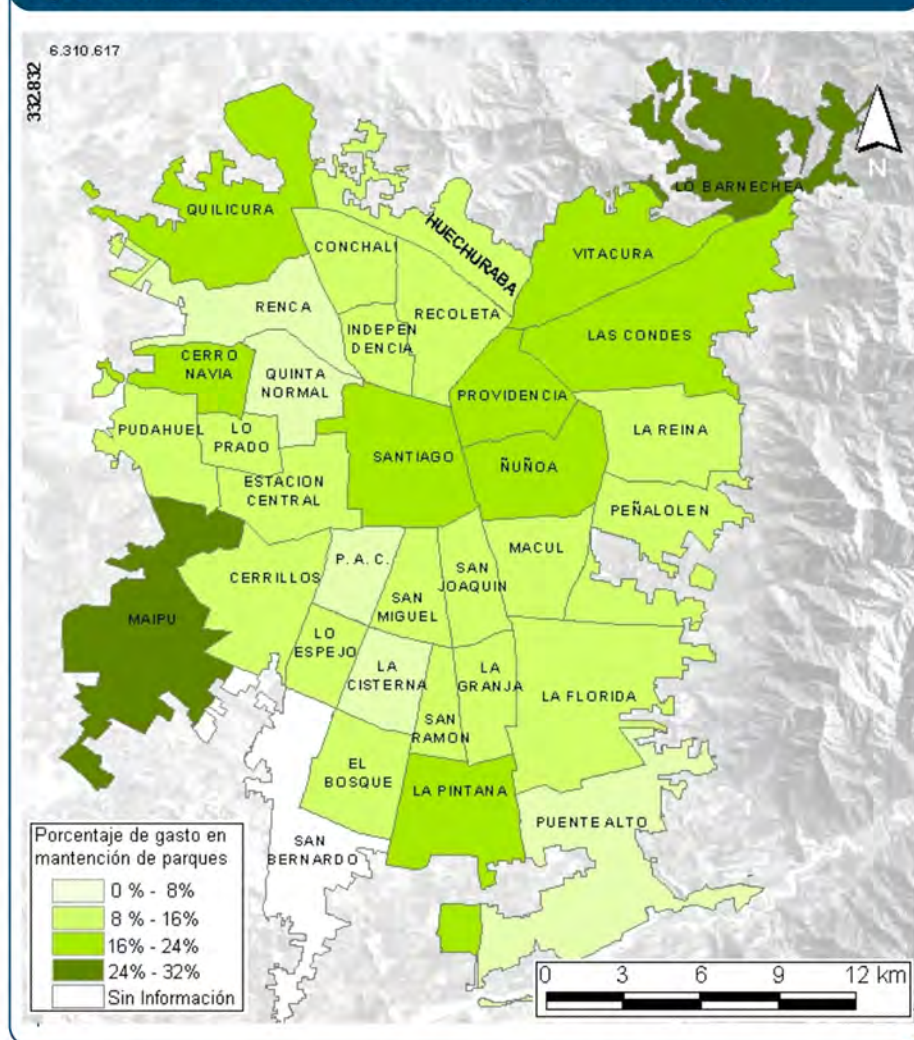 6.310.617
332.832
N
LO BARNECHEA
QUILICURA
HUECHURABA
CONCHALI
VITACURA
RENCA
RECOLETA
INDEPEN
DENCIA
LAS CONDES
CERRO
NAVIA
QUINTA
NORMAL
PROVIDENCIA
PUDAHUEL
LO
PRADO
LA REINA
SANTIAGO
ÑUÑOA
ESTACION
CENTRAL
PEÑALOLEN
P. A. C.
MACUL
SAN
JOAQUIN
CERRILLOS
SAN
MIGUEL
MAIPU
LO
ESPEJO
LA
CISTERNA
LA
GRANJA
LA FLORIDA
SAN
RAMON
EL
BOSQUE
LA PINTANA
PUENTE ALTO
SAN
BERNARDO
Porcentaje de gasto en
mantención de parques
0 % - 8%
8 % - 16%
16% - 24%
24% - 32%
Sin Información
0 3 6 9 12 km